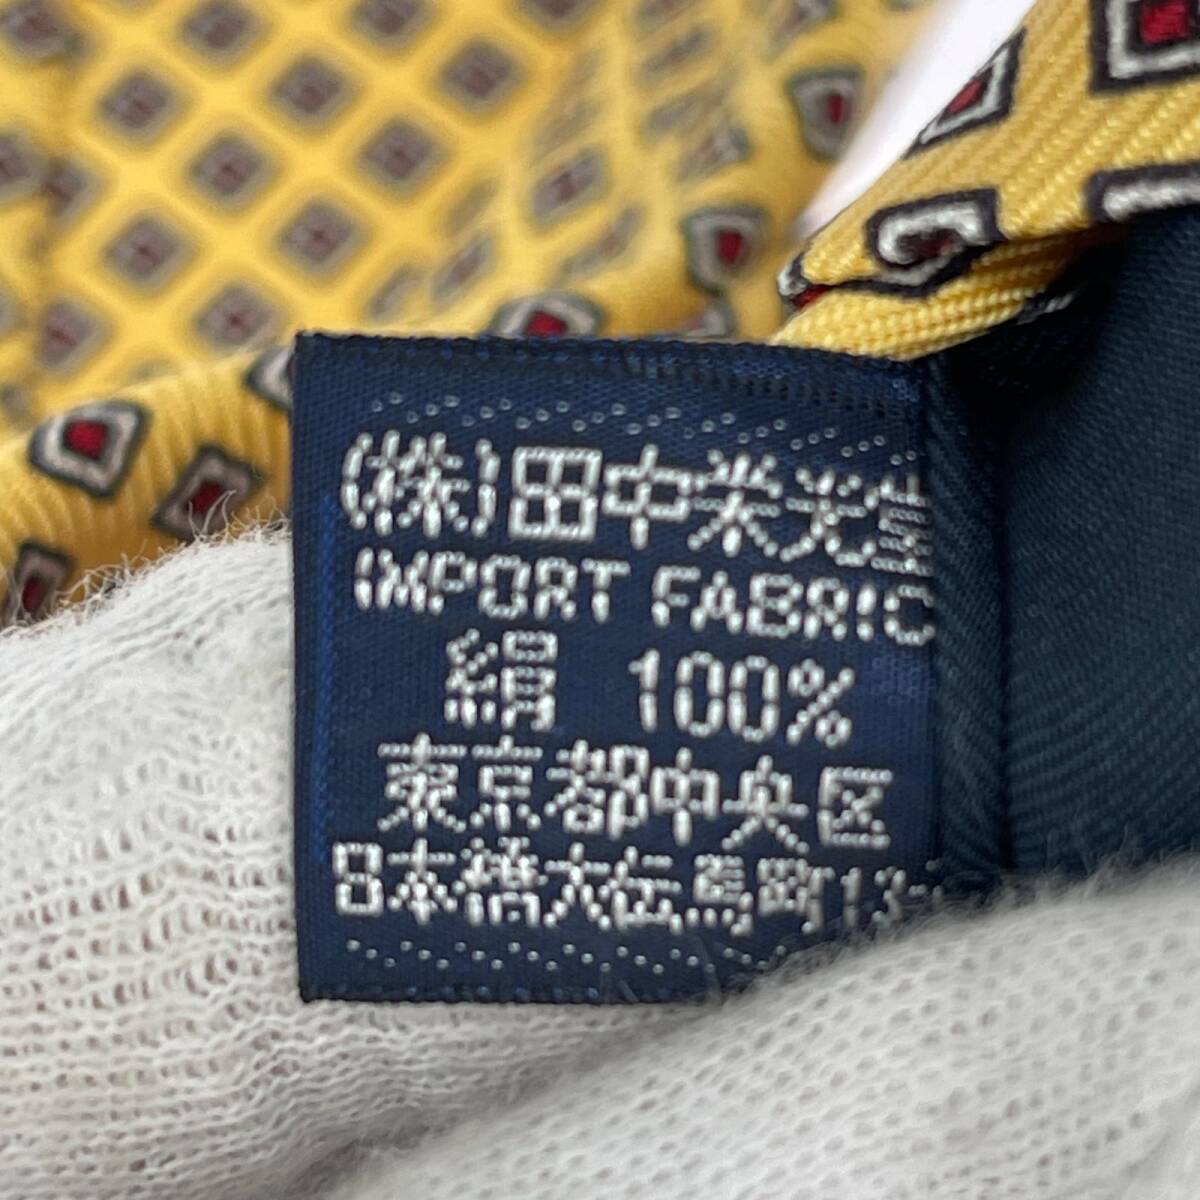 (株)田中栄光堂
IMPORT FABRIC
絹 100%
東京都中央区
日本橋大伝馬町13-